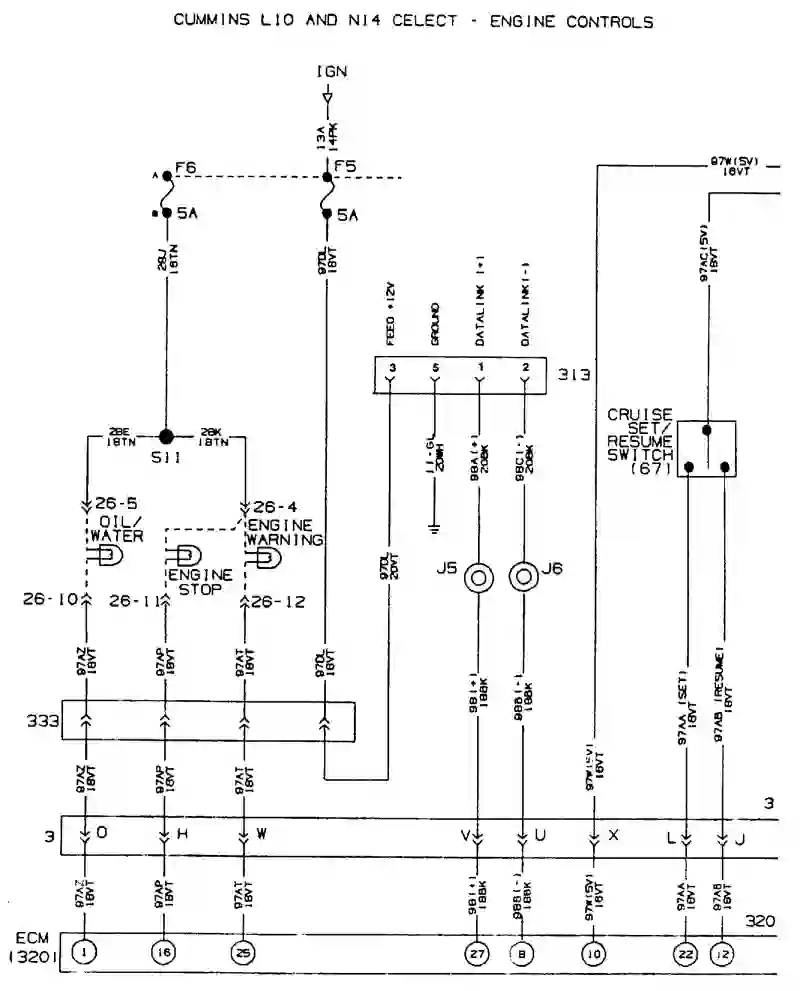 CUMMINS L10 AND N14 CELECT - ENGINE CONTROLS
IGN
13A
14PK
97W(5V)
18VT
A
F6
F5
B
5A
5A
97AC(5V)
18VT
28J
16TN
97DL
18VT
FEED +12V
GROUND
DATALINK (+)
DATALINK(-)
3
5
1
2
313
CRUISE
SET/
RESUME
SWITCH
(67)
28E
18TN
28K
18TN
S11
11-GL
20WH
98A(+)
20BK
98C(-)
20BK
26-5
26-4
OIL/
WATER
ENGINE
WARNING
ENGINE
STOP
97DL
20VT
J5
J6
26-10
26-11
26-12
97AZ
18VT
97AP
18VT
97AT
18VT
97DL
18VT
98(+)
18BK
98B(-)
18BK
97AA (SET)
18VT
97AB (RESUME)
18VT
333
97AZ
18VT
97AP
18VT
97AT
18VT
97W(5V)
18VT
3
3
O
H
W
V
U
X
L
J
97AZ
18VT
97AP
18VT
97AT
18VT
98(+)
18BK
98B(-)
18BK
97W(5V)
18VT
97AA
18VT
97AB
18VT
320
ECM
(320)
1
16
25
27
8
10
22
12